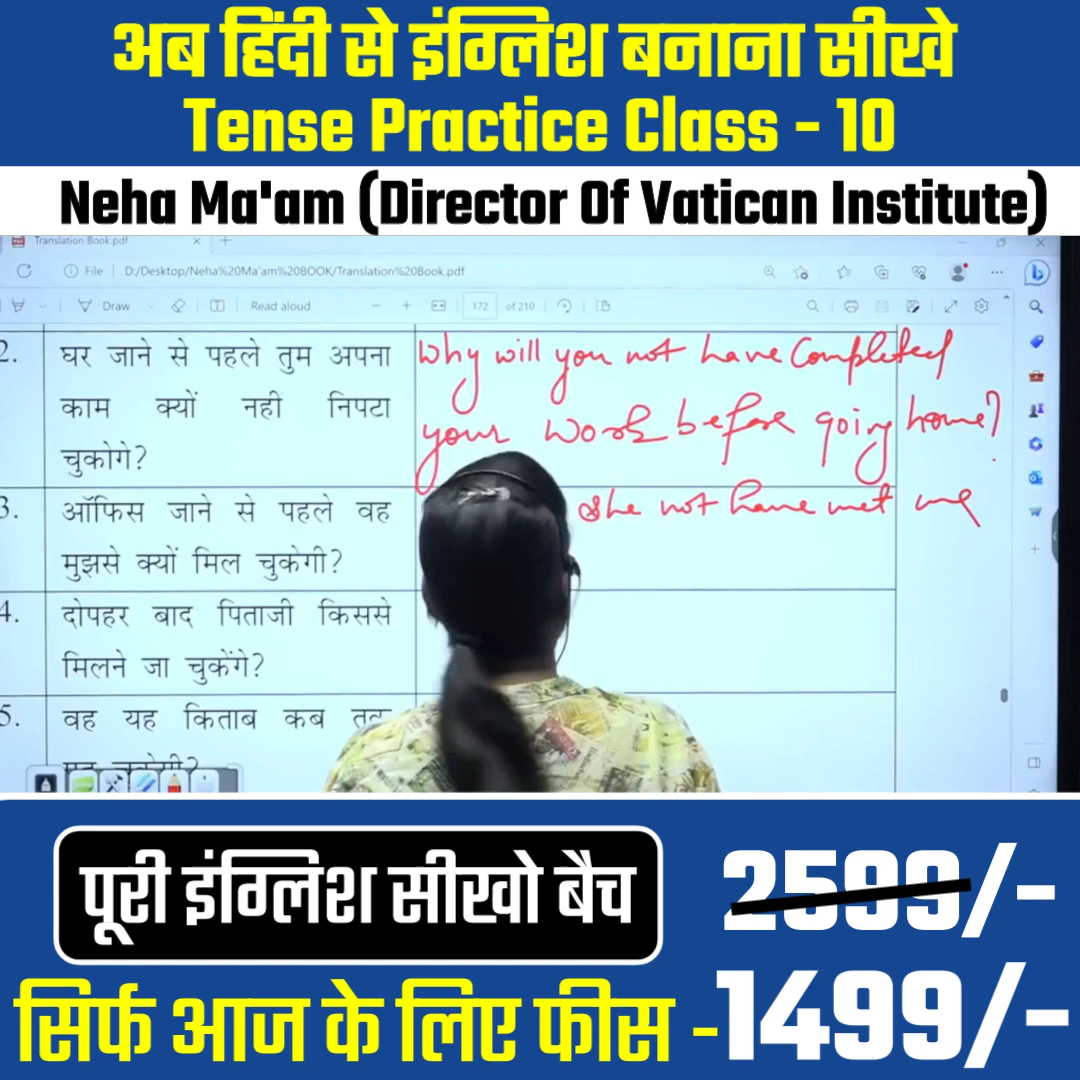 अब हिंदी से इंग्लिश बनाना सीखे
Tense Practice Class - 10
Neha Ma'am (Director Of Vatican Institute)
Translation Book.pdf
File D:/Desktop/Neha%20Ma'am%20BOOK/Translation%20Book.pdf
Draw Read aloud 172 of 210
2. घर जाने से पहले तुम अपना
काम क्यों नहीं निपटा
चुकोगे?
Why will you not have Completed
your work before going home?
3. ऑफिस जाने से पहले वह
मुझसे क्यों मिल चुकेगी?
she not have met me
4. दोपहर बाद पिताजी किससे
मिलने जा चुकेंगे?
5. वह यह किताब कब
पूरी इंग्लिश सीखो बैच
2599/-
सिर्फ आज के लिए फीस -1499/-